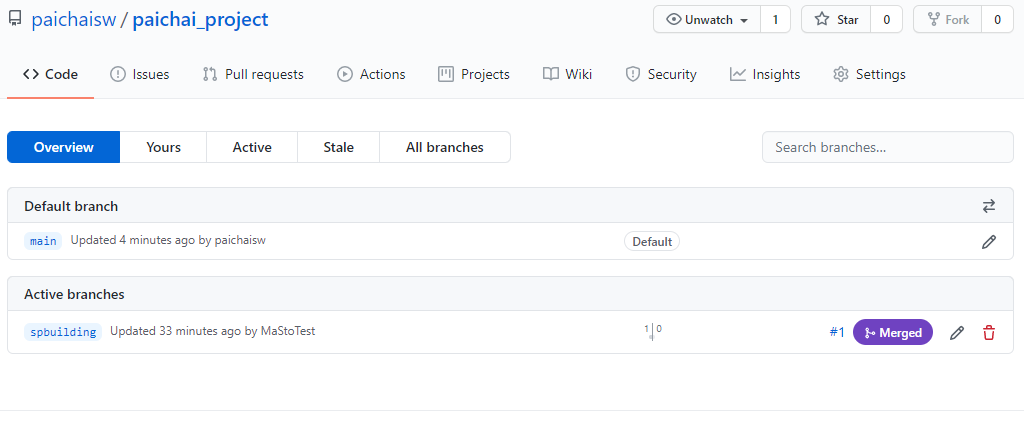 paichaisw / paichai_project
Unwatch 1 Star 0 Fork 0
Code Issues Pull requests Actions Projects Wiki Security Insights Settings
Overview Yours Active Stale All branches Search branches...
Default branch
main Updated 4 minutes ago by paichaisw Default
Active branches
spbuilding Updated 33 minutes ago by MaStoTest 1 0 #1 Merged